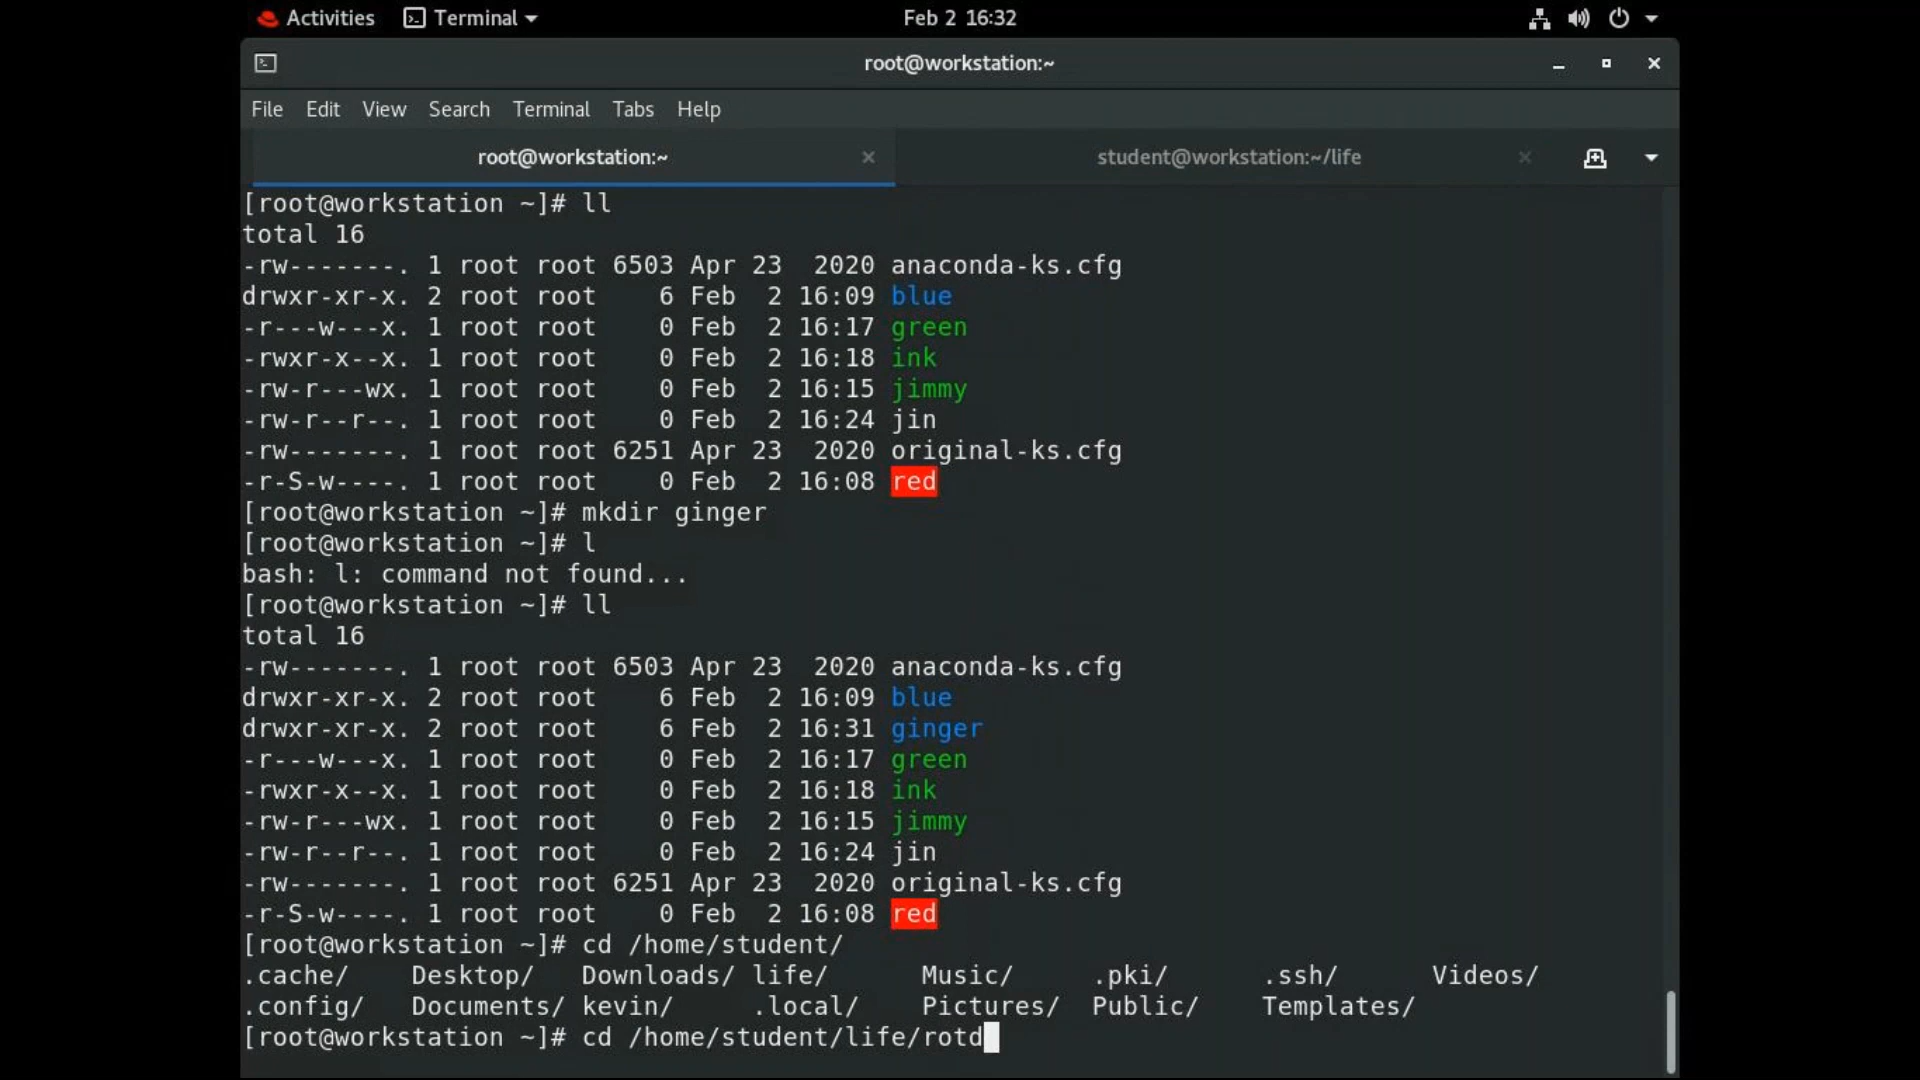 Activities Terminal Feb 2 16:32
root@workstation:~
File Edit View Search Terminal Tabs Help
root@workstation:~ student@workstation:~/life
[root@workstation ~]# ll
total 16
-rw-------. 1 root root 6503 Apr 23  2020 anaconda-ks.cfg
drwxr-xr-x. 2 root root    6 Feb  2 16:09 blue
-r---w---x. 1 root root    0 Feb  2 16:17 green
-rwxr-x--x. 1 root root    0 Feb  2 16:18 ink
-rw-r---wx. 1 root root    0 Feb  2 16:15 jimmy
-rw-r--r--. 1 root root    0 Feb  2 16:24 jin
-rw-------. 1 root root 6251 Apr 23  2020 original-ks.cfg
-r-S-w----. 1 root root    0 Feb  2 16:08 red
[root@workstation ~]# mkdir ginger
[root@workstation ~]# l
bash: l: command not found...
[root@workstation ~]# ll
total 16
-rw-------. 1 root root 6503 Apr 23  2020 anaconda-ks.cfg
drwxr-xr-x. 2 root root    6 Feb  2 16:09 blue
drwxr-xr-x. 2 root root    6 Feb  2 16:31 ginger
-r---w---x. 1 root root    0 Feb  2 16:17 green
-rwxr-x--x. 1 root root    0 Feb  2 16:18 ink
-rw-r---wx. 1 root root    0 Feb  2 16:15 jimmy
-rw-r--r--. 1 root root    0 Feb  2 16:24 jin
-rw-------. 1 root root 6251 Apr 23  2020 original-ks.cfg
-r-S-w----. 1 root root    0 Feb  2 16:08 red
[root@workstation ~]# cd /home/student/
.cache/    Desktop/   Downloads/ life/      Music/     .pki/      .ssh/      Videos/
.config/   Documents/ kevin/     .local/    Pictures/  Public/    Templates/
[root@workstation ~]# cd /home/student/life/rotd